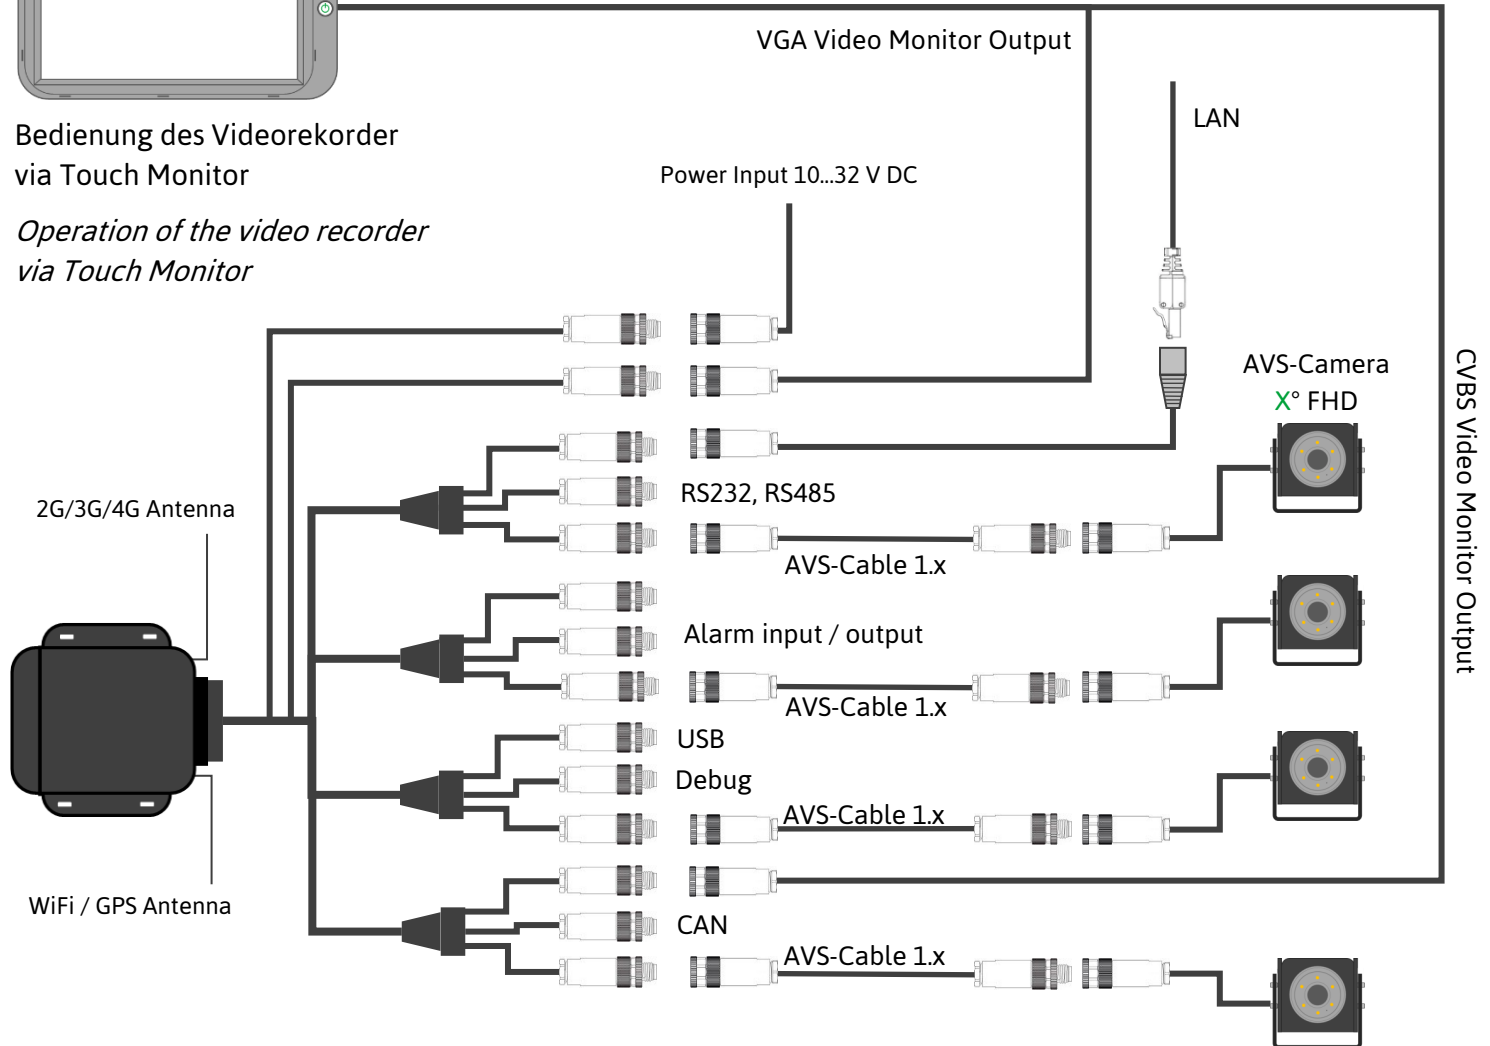 VGA Video Monitor Output
LAN
Bedienung des Videorekorder
via Touch Monitor
Operation of the video recorder
via Touch Monitor
Power Input 10...32 V DC
AVS-Camera
X° FHD
CVBS Video Monitor Output
2G/3G/4G Antenna
RS232, RS485
AVS-Cable 1.x
Alarm input / output
AVS-Cable 1.x
USB
Debug
AVS-Cable 1.x
WiFi / GPS Antenna
CAN
AVS-Cable 1.x